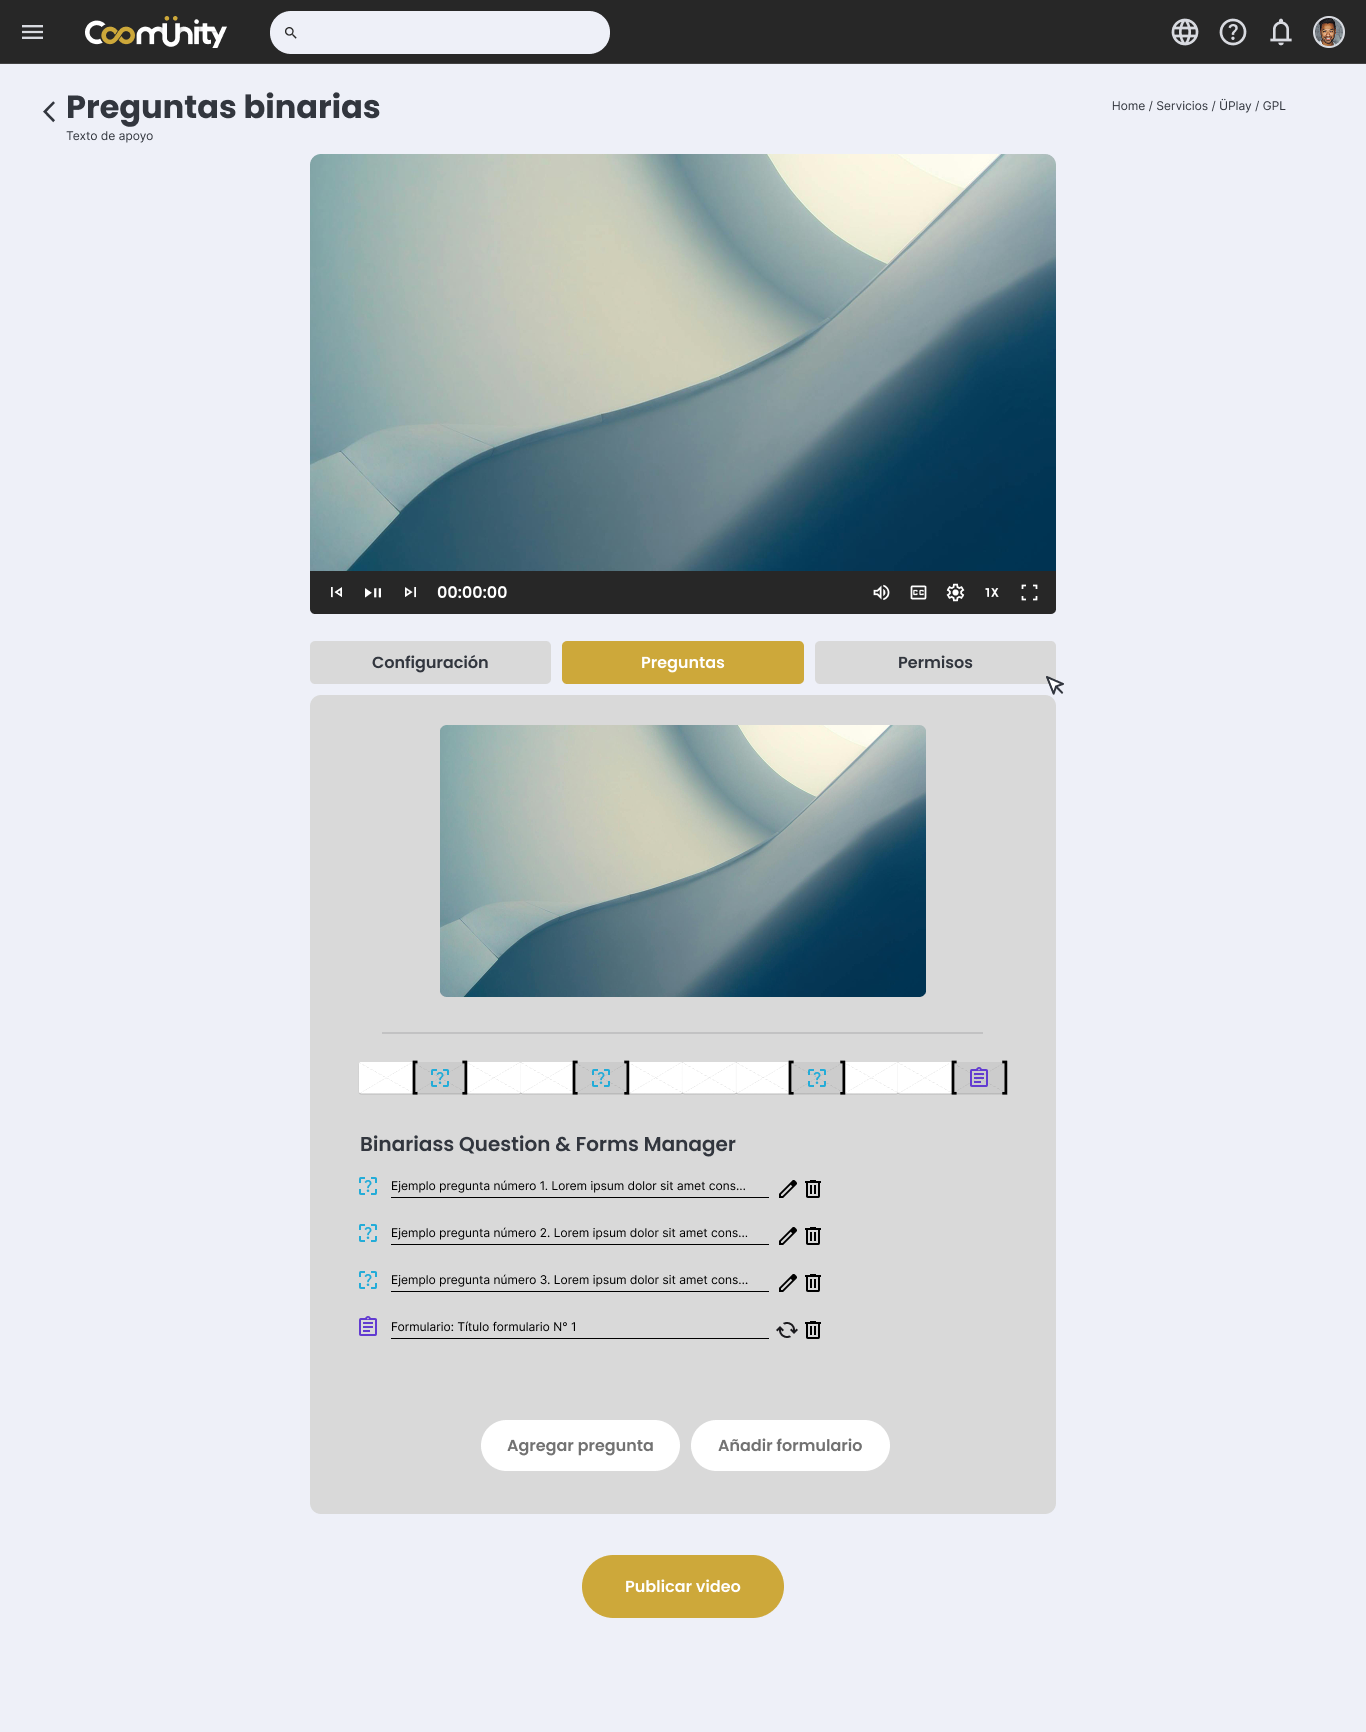 CoomÜnity
Preguntas binarias
Home / Servicios / ÜPlay / GPL
Texto de apoyo
00:00:00
CC
1X
Configuración
Preguntas
Permisos
?
?
?
Binariass Question & Forms Manager
? Ejemplo pregunta número 1. Lorem ipsum dolor sit amet cons...
? Ejemplo pregunta número 2. Lorem ipsum dolor sit amet cons...
? Ejemplo pregunta número 3. Lorem ipsum dolor sit amet cons...
Formulario: Título formulario N° 1
Agregar pregunta
Añadir formulario
Publicar video